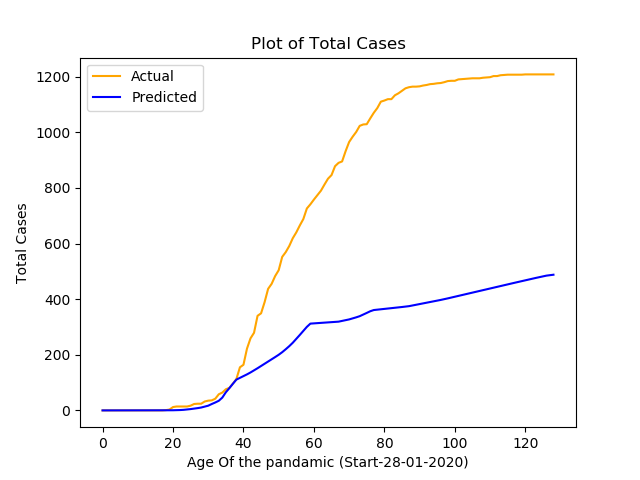 Plot of Total Cases
Actual
Predicted
1200
1000
800
600
400
200
0
Total Cases
0 20 40 60 80 100 120
Age Of the pandamic (Start-28-01-2020)